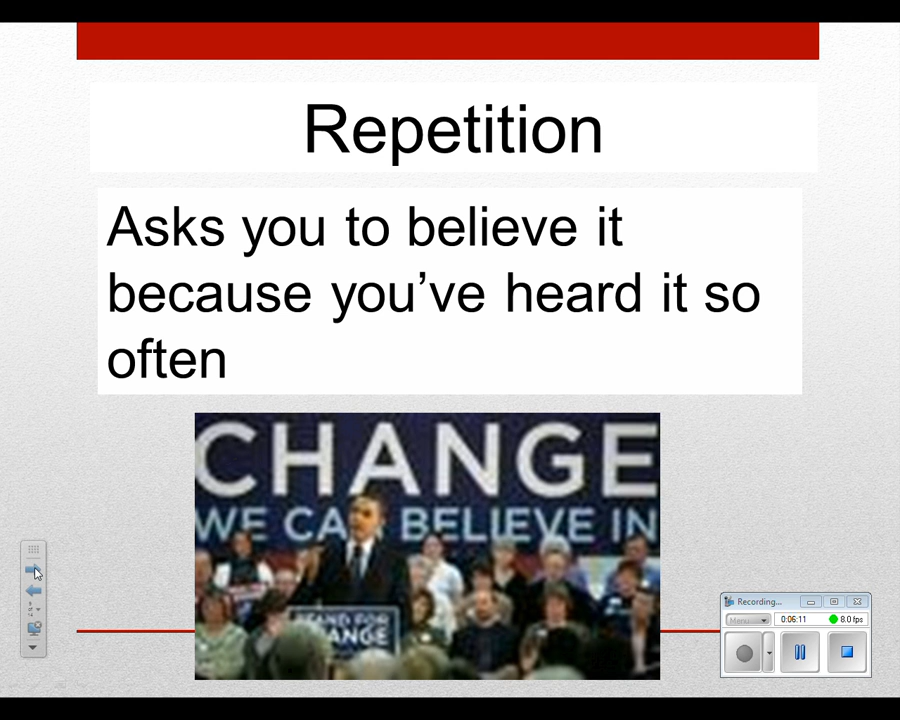 Repetition
Asks you to believe it
because you've heard it so
often
CHANGE
WE CAN BELIEVE IN
STAND FOR
CHANGE
Recording...
Menu
0:06:11
8.0 fps